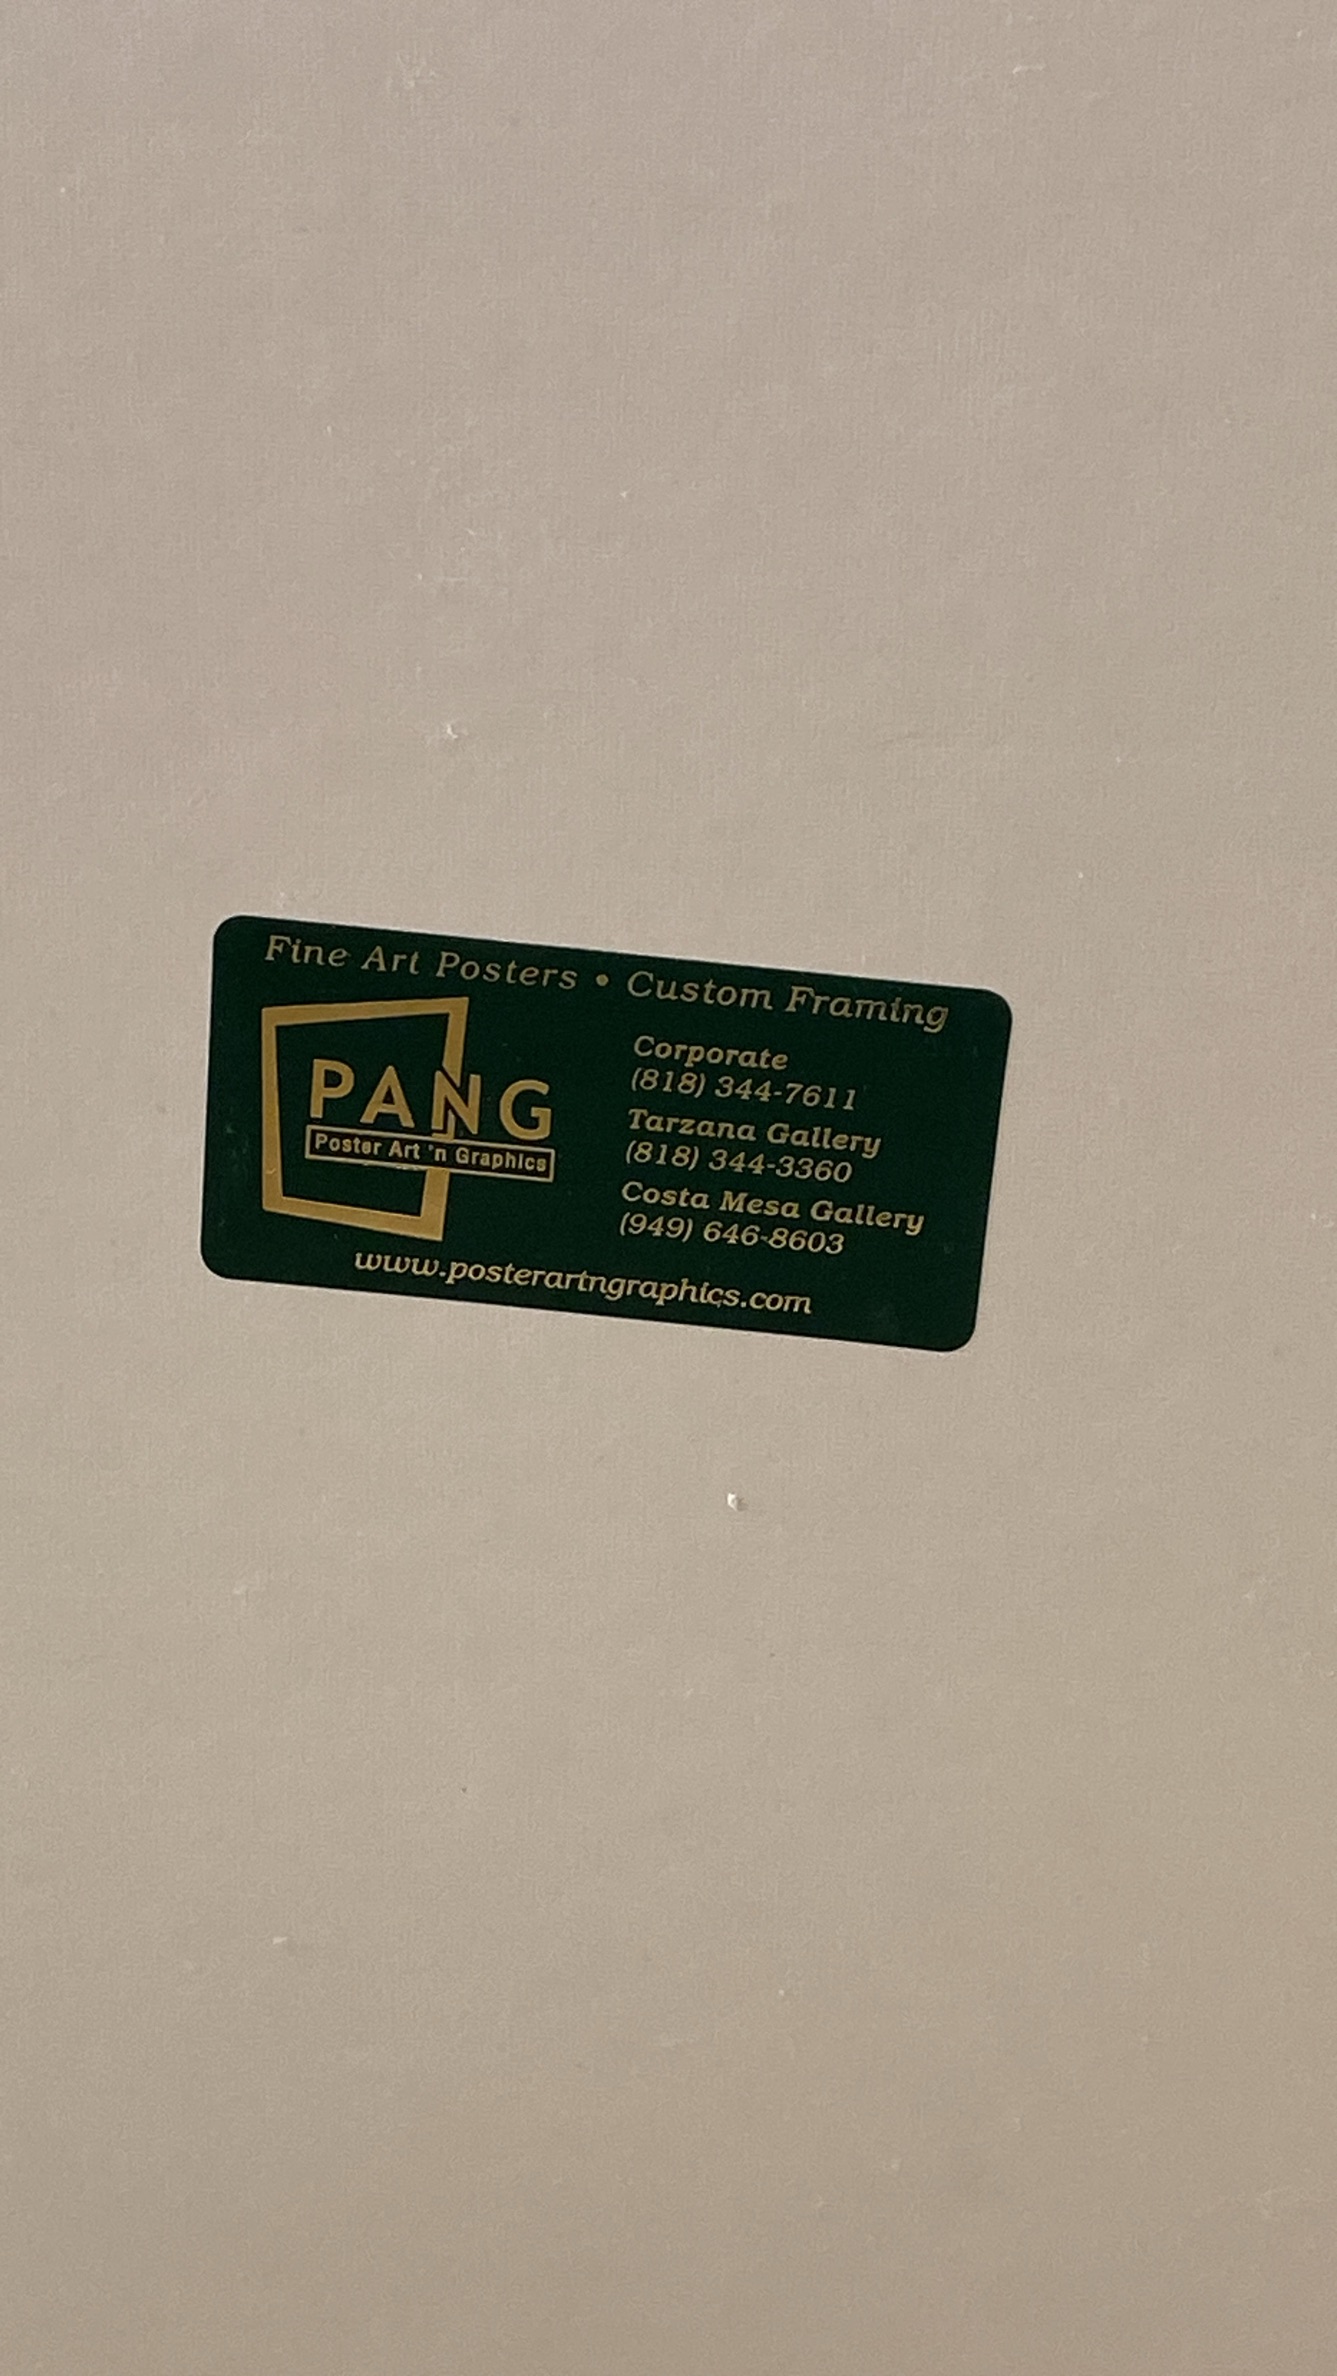 Fine Art Posters • Custom Framing
PANG
Poster Art 'n Graphics
Corporate
(818) 344-7611
Tarzana Gallery
(818) 344-3360
Costa Mesa Gallery
(949) 646-8603
www.posterartngraphics.com